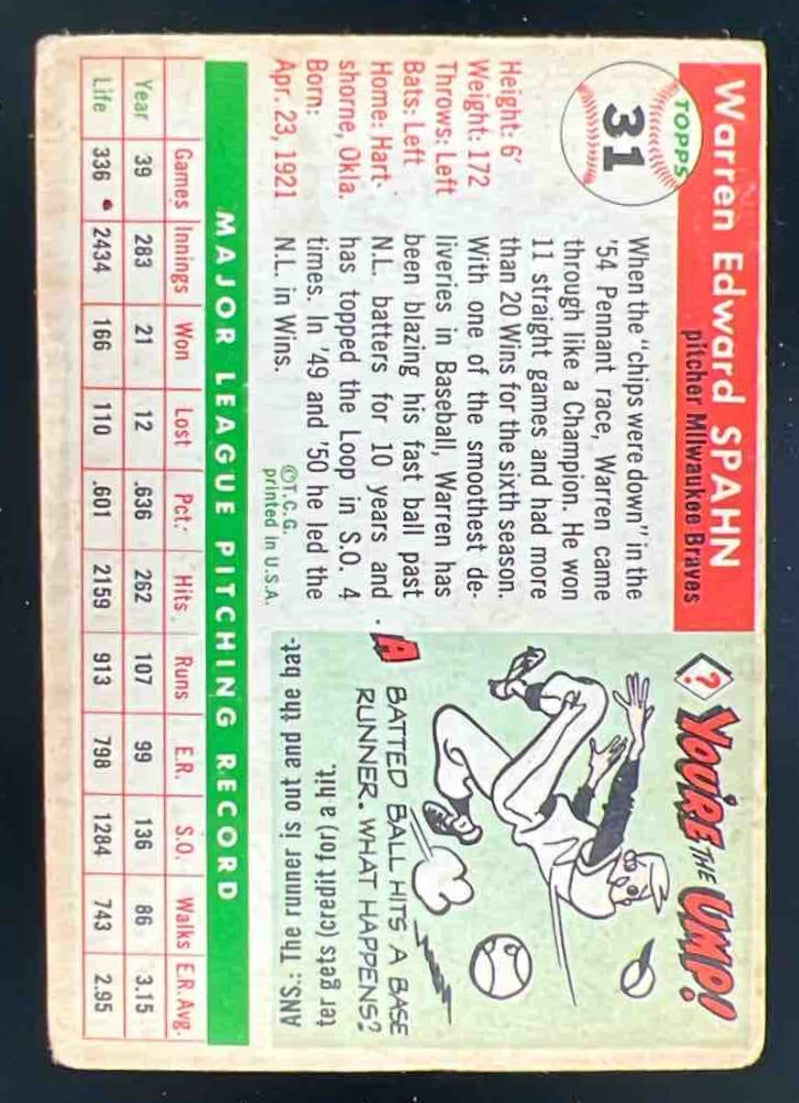 Warren Edward SPAHN
pitcher Milwaukee Braves
TOPPS
31
Height: 6'
Weight: 172
Throws: Left
Bats: Left
Home: Hart-
shorne, Okla.
Born:
Apr. 23, 1921
When the "chips were down" in the
'54 Pennant race, Warren came
through like a Champion. He won
11 straight games and had more
than 20 Wins for the sixth season.
With one of the smoothest de-
liveries in Baseball, Warren has
been blazing his fast ball past
N.L. batters for 10 years and
has topped the Loop in S.O. 4
times. In '49 and '50 he led the
N.L. in Wins.
©T.C.G.
printed in U.S.A.
? YOU'RE THE UMP!
A BATTED BALL HITS A BASE
RUNNER. WHAT HAPPENS?
ANS.: The runner is out and the bat-
ter gets (credit for) a hit.
MAJOR LEAGUE PITCHING RECORD
Games Innings Won Lost Pct. Hits Runs E.R. S.O. Walks E.R.Avg.
Year 39 283 21 12 .636 262 107 99 136 86 3.15
Life 336 2434 166 110 .601 2159 913 798 1284 743 2.95